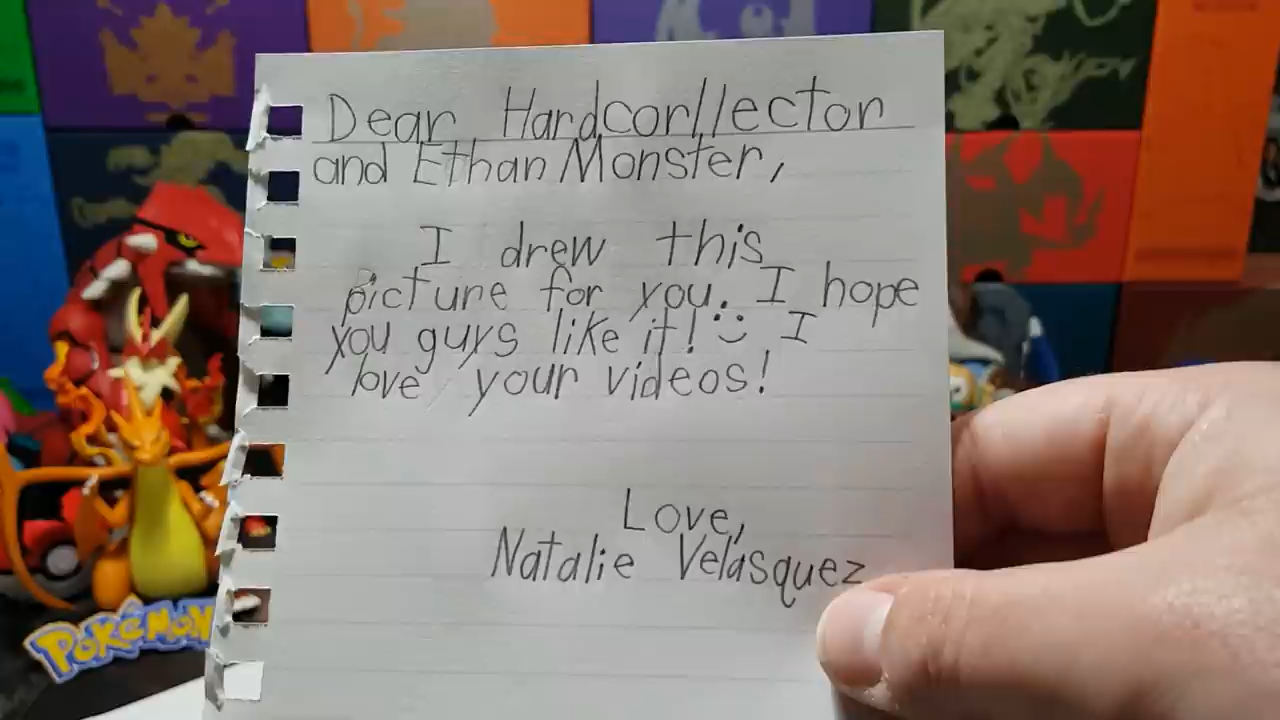 Dear Hardcorllector
and Ethan Monster,
I drew this
picture for you. I hope
you guys like it! :) I
love your videos!
Love,
Natalie Velasquez
POKéMON